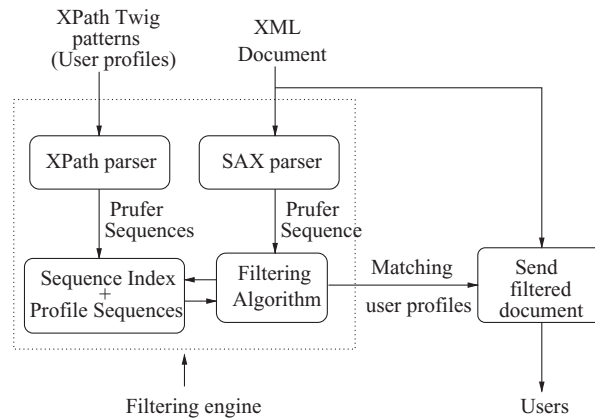 XPath Twig
patterns
(User profiles)
XML
Document
XPath parser
SAX parser
Prufer
Sequences
Prufer
Sequence
Sequence Index
+
Profile Sequences
Filtering
Algorithm
Matching
user profiles
Send
filtered
document
Filtering engine
Users